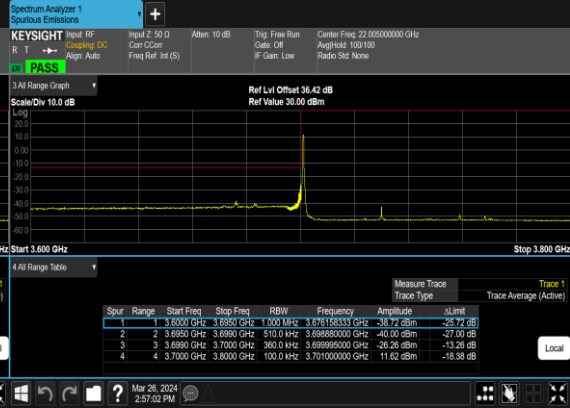 Spectrum Analyzer 1
Spurious Emissions
+
KEYSIGHT
R T
LV PASS
Input: RF
Coupling: DC
Align: Auto
Input Z: 50 Ω
Corr CCorr
Freq Ref: Int (S)
Atten: 10 dB
Trig: Free Run
Gate: Off
IF Gain: Low
Center Freq: 22.005000000 GHz
Avg|Hold: 100/100
Radio Std: None
3 All Range Graph
Scale/Div 10.0 dB
Ref Lvl Offset 36.42 dB
Ref Value 30.00 dBm
Log
20.0
10.0
0.00
-10.0
-20.0
-30.0
-40.0
-50.0
-60.0
Hz
Start 3.600 GHz
Stop 3.800 GHz
4 All Range Table
Measure Trace Trace 1
Trace Type Trace Average (Active)
Spur Range Start Freq Stop Freq RBW Frequency Amplitude ΔLimit
1 1 3.6000 GHz 3.6950 GHz 1.000 MHz 3.676158333 GHz -38.72 dBm -25.72 dB
2 2 3.6950 GHz 3.6990 GHz 510.0 kHz 3.698880000 GHz -40.00 dBm -27.00 dB
3 3 3.6990 GHz 3.7000 GHz 360.0 kHz 3.699995000 GHz -26.26 dBm -13.26 dB
4 4 3.7000 GHz 3.8000 GHz 100.0 kHz 3.701000000 GHz 11.62 dBm -18.38 dB
Local
?
Mar 26, 2024
2:57:02 PM